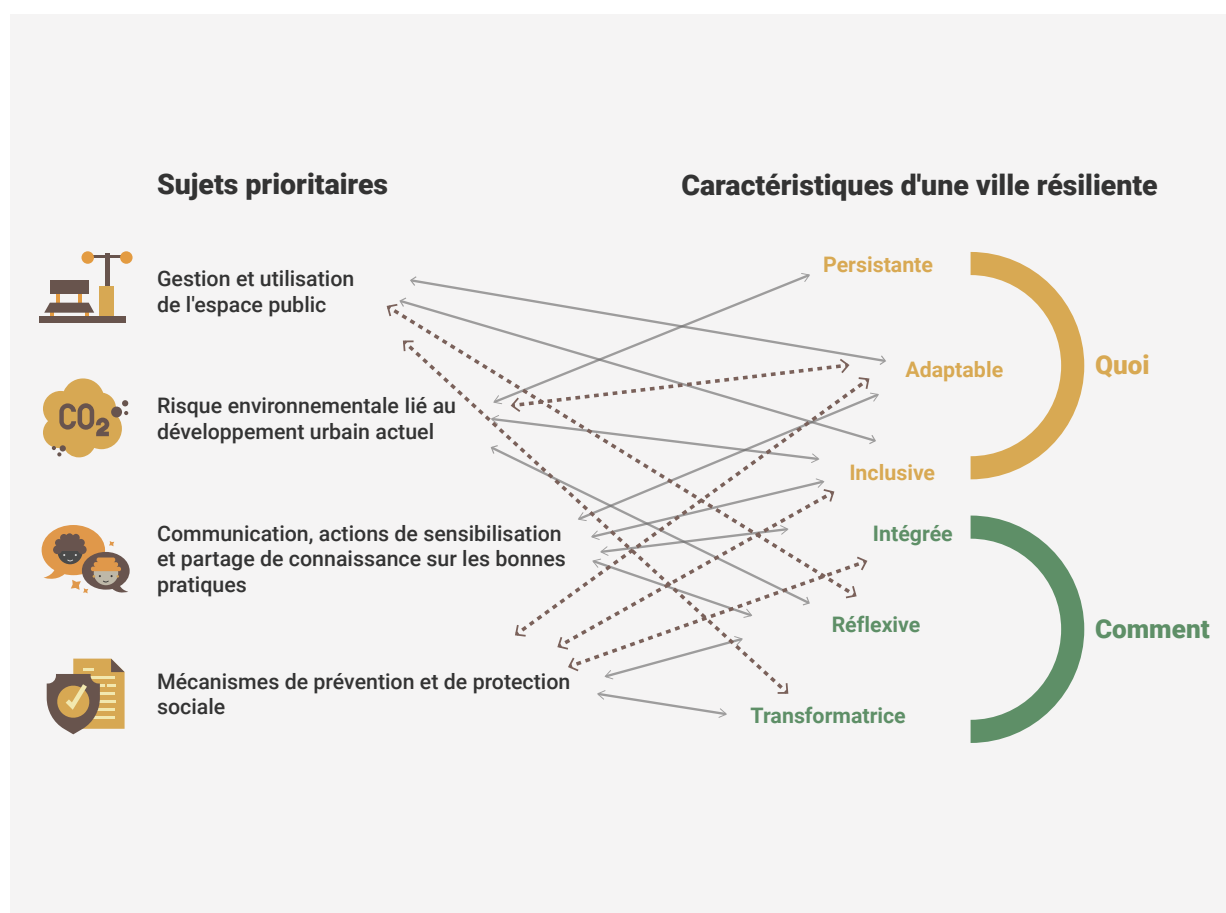 Sujets prioritaires
Caractéristiques d'une ville résiliente
Gestion et utilisation
de l'espace public
CO2
Risque environnementale lié au
développement urbain actuel
Communication, actions de sensibilisation
et partage de connaissance sur les bonnes
pratiques
Mécanismes de prévention et de protection
sociale
Persistante
Adaptable
Inclusive
Quoi
Intégrée
Réflexive
Transformatrice
Comment